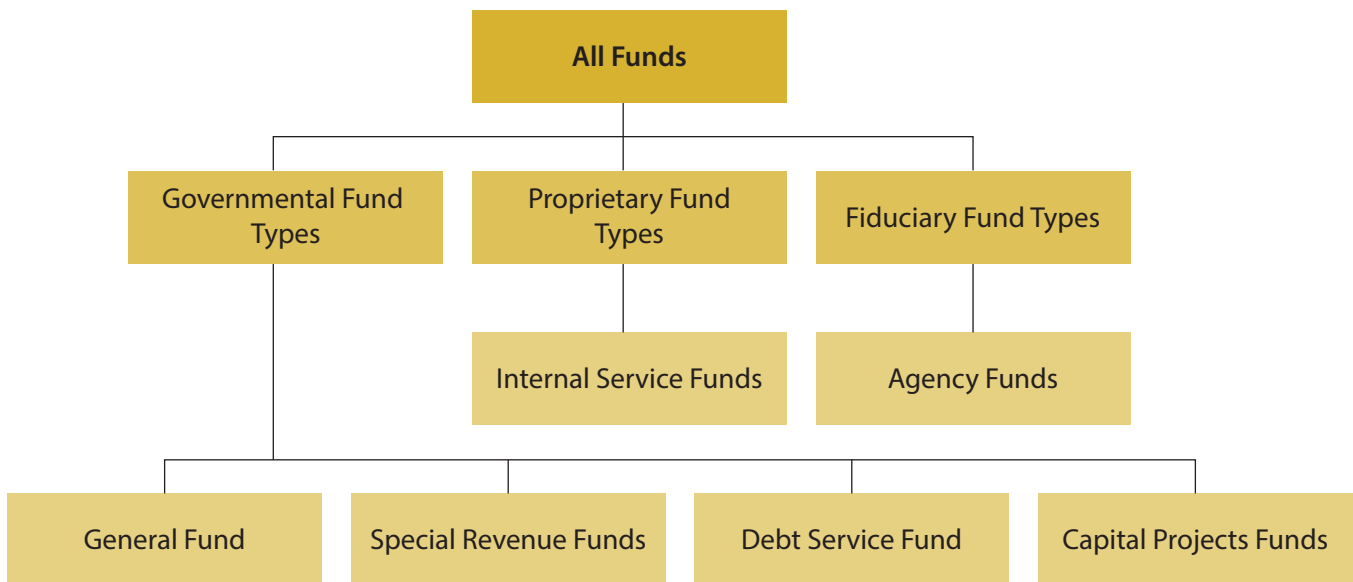 All Funds
Governmental Fund
Types
Proprietary Fund
Types
Fiduciary Fund Types
Internal Service Funds
Agency Funds
General Fund
Special Revenue Funds
Debt Service Fund
Capital Projects Funds